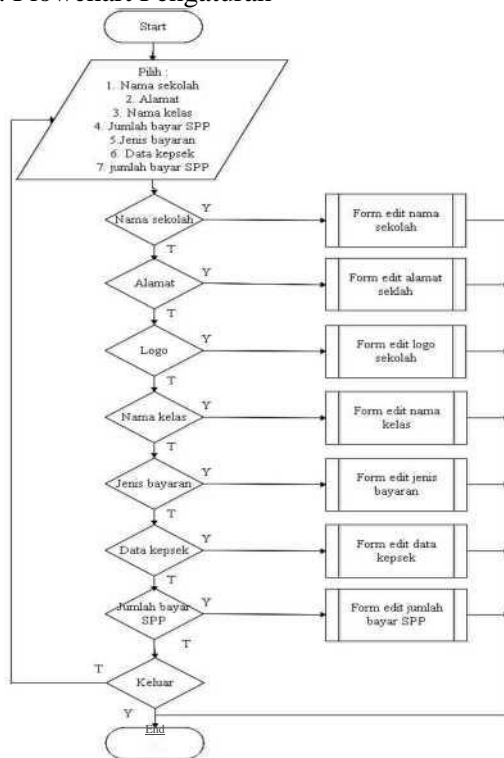 Start
Pilih :
1. Nama sekolah
2. Alamat
3. Nama kelas
4. Jumlah bayar SPP
5.Jenis bayaran
6. Data kepsek
7. jumlah bayar SPP
Nama sekolah
Y
Form edit nama
sekolah
T
Alamat
Y
Form edit alamat
seklah
T
Logo
Y
Form edit logo
sekolah
T
Nama kelas
Y
Form edit nama
kelas
T
Jenis bayaran
Y
Form edit jenis
bayaran
T
Data kepsek
Y
Form edit data
kepsek
T
Jumlah bayar
SPP
Y
Form edit jumlah
bayar SPP
T
T
Keluar
Y
End